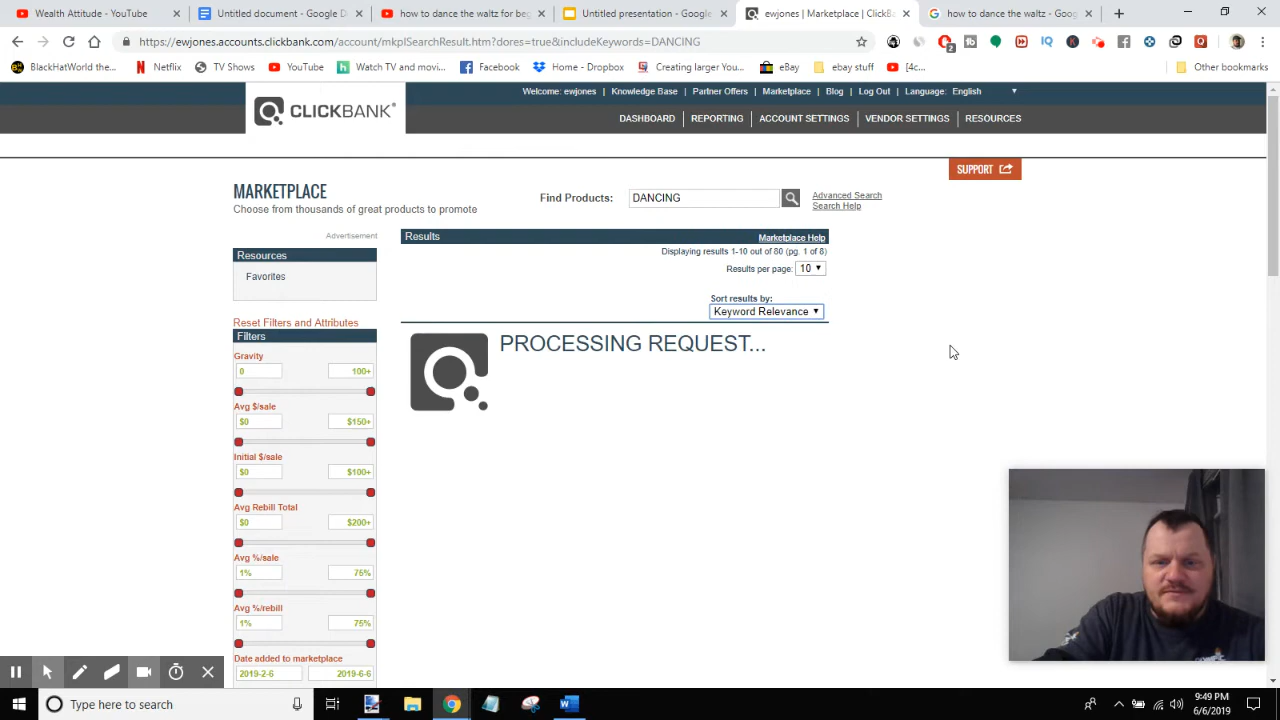 Wealth Attitude - YouTube
Untitled document - Google D
how to dance the waltz for beg
Untitled presentation - Google
ewjones | Marketplace | ClickBa
how to dance the waltz - Goog
https://ewjones.accounts.clickbank.com/account/mkplSearchResult.htm?dores=true&includeKeywords=DANCING
2
BlackHatWorld the...
Netflix
TV Shows
YouTube
Watch TV and movi...
Facebook
Home - Dropbox
Creating larger You...
eBay
ebay stuff
[4c...
Other bookmarks
Welcome: ewjones
Knowledge Base
Partner Offers
Marketplace
Blog
Log Out
Language: English
CLICKBANK
DASHBOARD
REPORTING
ACCOUNT SETTINGS
VENDOR SETTINGS
RESOURCES
SUPPORT
MARKETPLACE
Choose from thousands of great products to promote
Find Products:
DANCING
Advanced Search
Search Help
Advertisement
Resources
Favorites
Results
Marketplace Help
Displaying results 1-10 out of 80 (pg. 1 of 8)
Results per page: 10
Sort results by:
Keyword Relevance
PROCESSING REQUEST...
Reset Filters and Attributes
Filters
Gravity
0 100+
Avg $/sale
$0 $150+
Initial $/sale
$0 $100+
Avg Rebill Total
$0 $200+
Avg %/sale
1% 75%
Avg %/rebill
1% 75%
Date added to marketplace
2019-2-6 2019-6-6
Type here to search
9:49 PM
6/6/2019